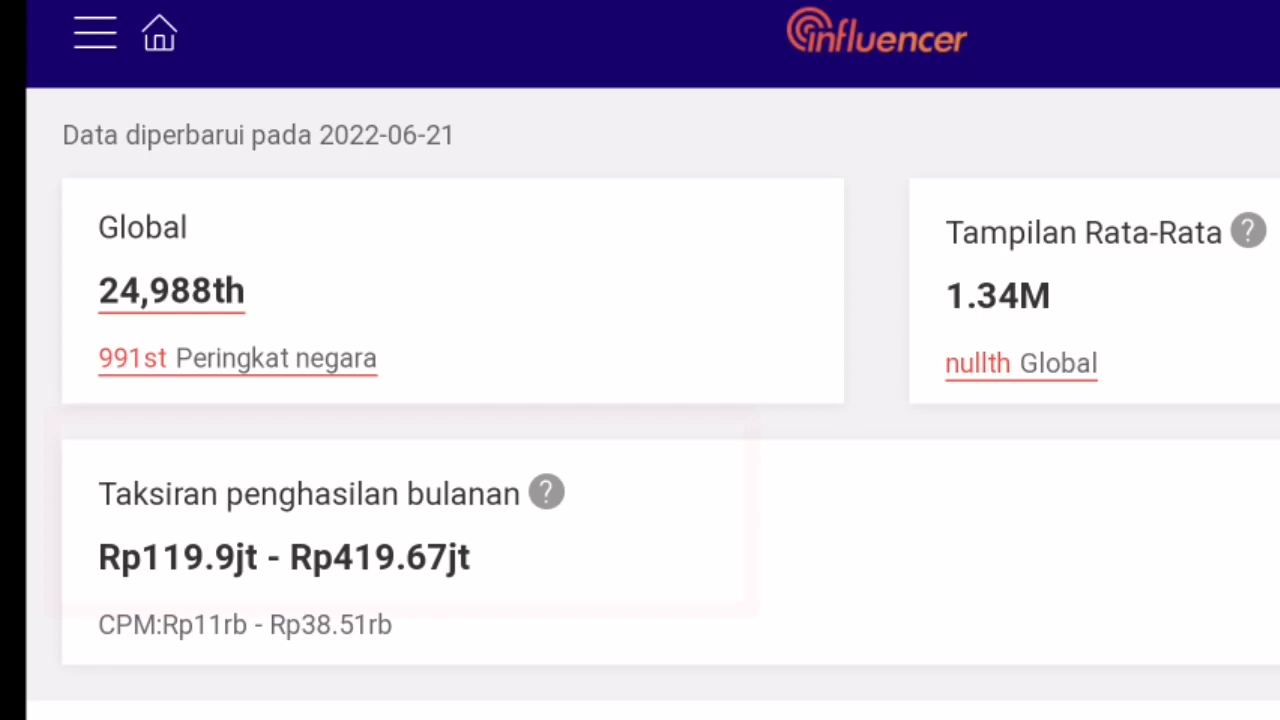 influencer
Data diperbarui pada 2022-06-21
Global
24,988th
991st Peringkat negara
Tampilan Rata-Rata ?
1.34M
nullth Global
Taksiran penghasilan bulanan ?
Rp119.9jt - Rp419.67jt
CPM:Rp11rb - Rp38.51rb